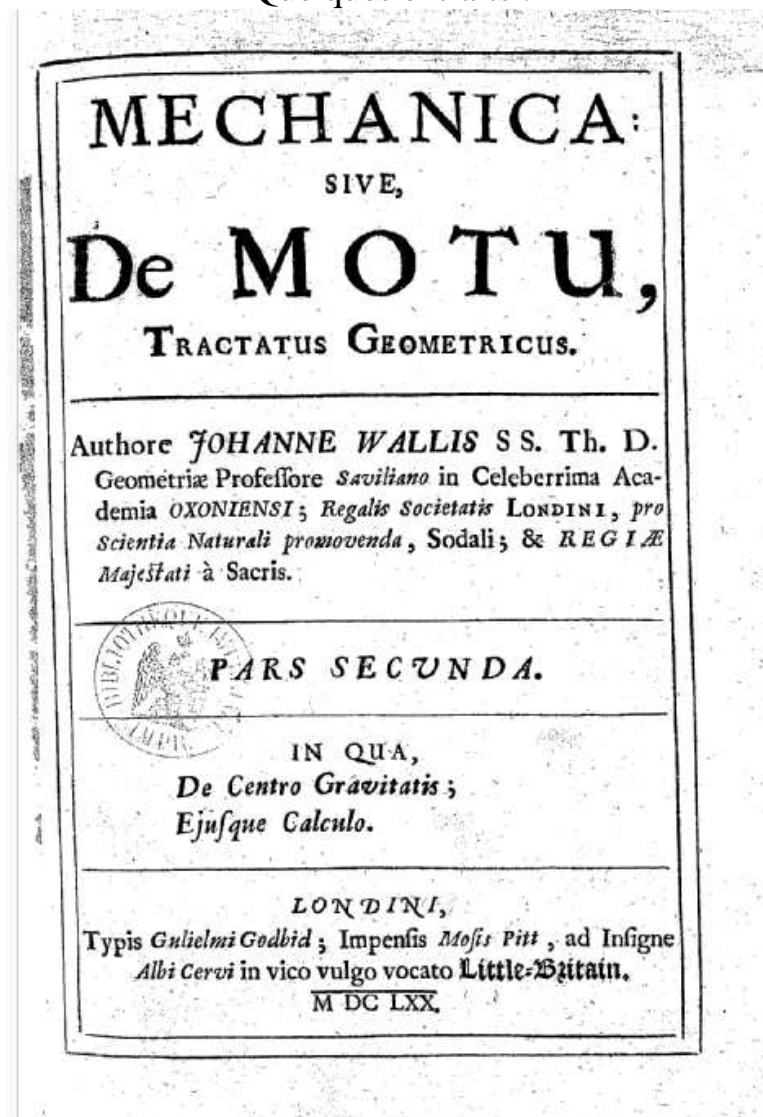 MECHANICA:
SIVE,
De MOTU,
TRACTATUS GEOMETRICUS.
Authore JOHANNE WALLIS SS. Th. D.
Geometriæ Profeſſore Saviliano in Celeberrima Aca-
demia OXONIENSI; Regalis Societatis LONDINI, pro
Scientia Naturali promovenda, Sodali; & REGIÆ
Majeſtati à Sacris.
PARS SECUNDA.
IN QUA,
De Centro Gravitatis;
Ejuſque Calculo.
LONDINI,
Typis Gulielmi Godbid; Impenſis Moſis Pitt, ad Inſigne
Albi Cervi in vico vulgo vocato Little-Britain.
M DC LXX.